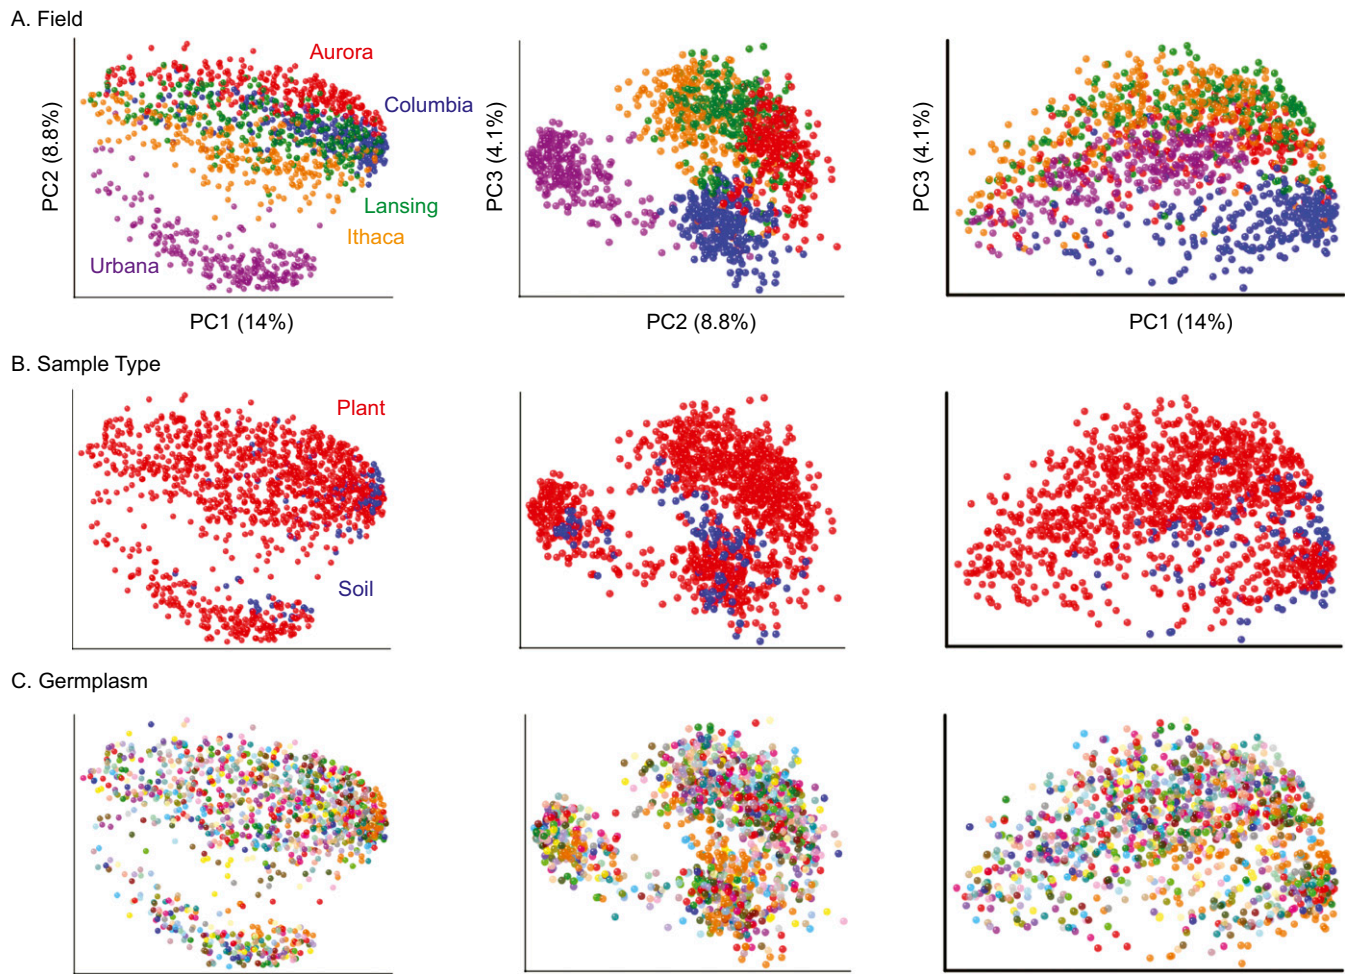 A. Field
Aurora
Columbia
Lansing
Ithaca
Urbana
PC2 (8.8%)
PC1 (14%)
PC3 (4.1%)
PC2 (8.8%)
PC3 (4.1%)
PC1 (14%)
B. Sample Type
Plant
Soil
C. Germplasm